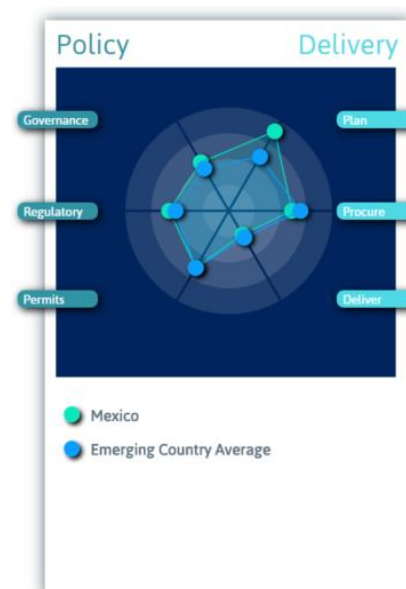 Policy Delivery
Governance Plan
Regulatory Procure
Permits Deliver
Mexico
Emerging Country Average